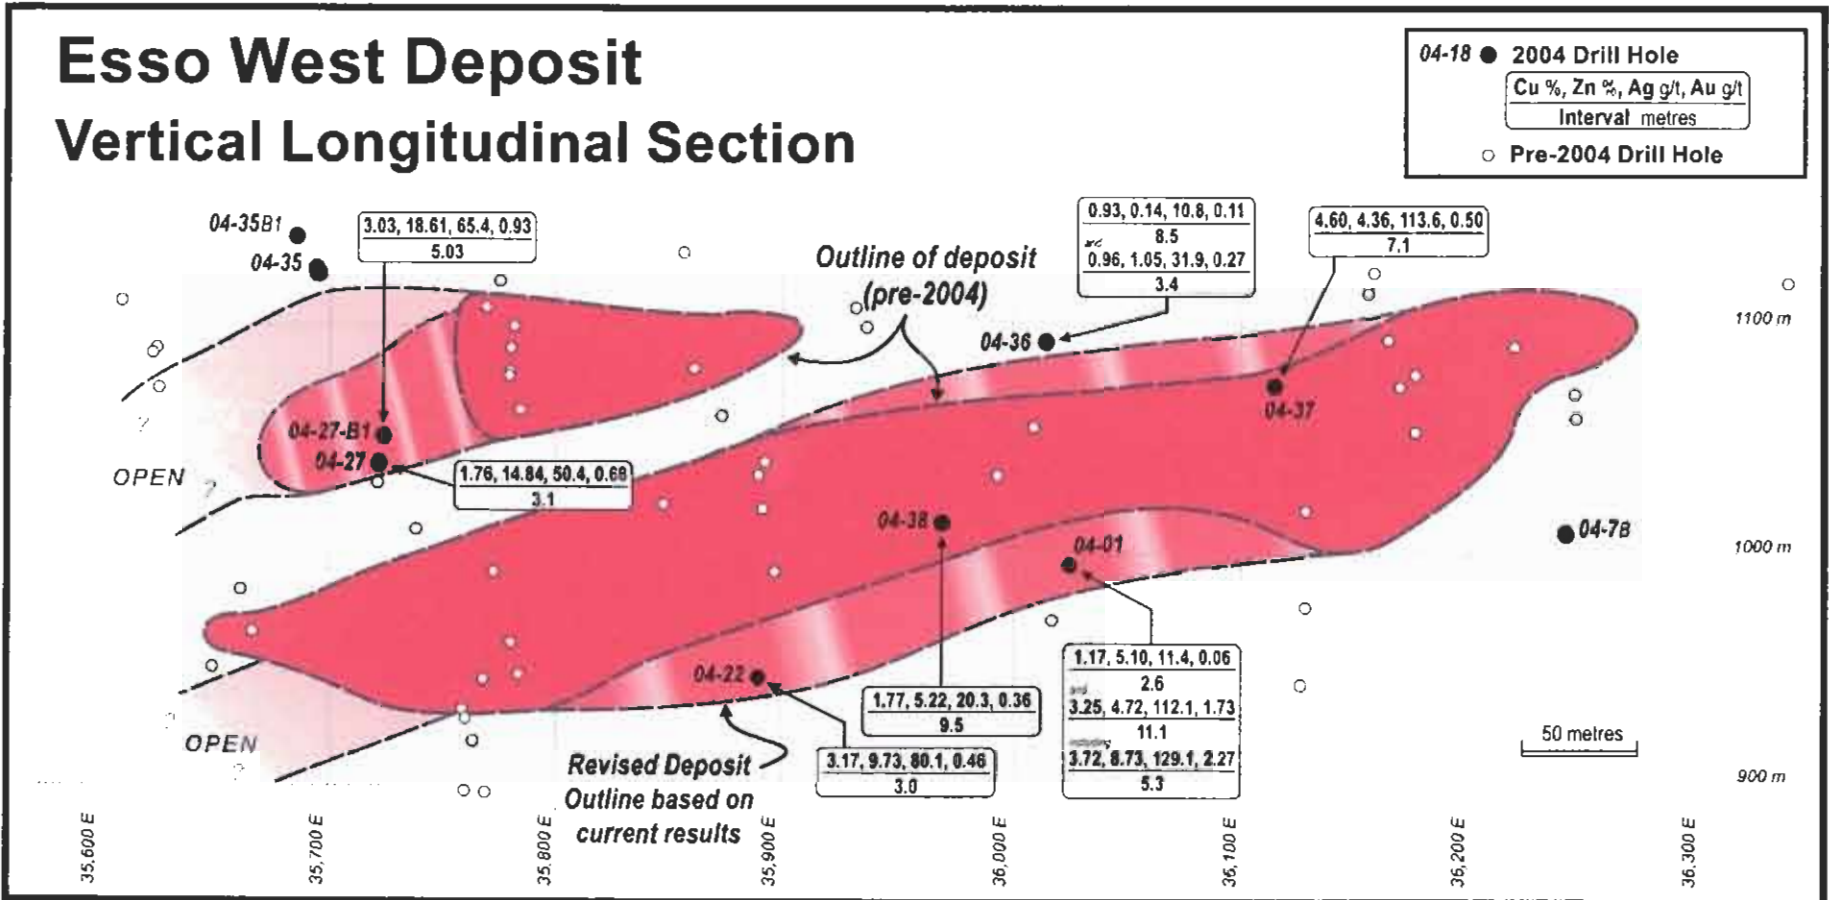 Esso West Deposit
Vertical Longitudinal Section
04-18 2004 Drill Hole
Cu %, Zn %, Ag g/t, Au g/t
Interval metres
Pre-2004 Drill Hole
04-35B1
04-35
3.03, 18.61, 65.4, 0.93
5.03
Outline of deposit
(pre-2004)
0.93, 0.14, 10.8, 0.11
8.5
and
0.96, 1.05, 31.9, 0.27
3.4
4.60, 4.36, 113.6, 0.50
7.1
1100 m
04-36
04-37
?
04-27-B1
04-27
OPEN ?
1.76, 14.84, 50.4, 0.68
3.1
04-38
04-01
04-7B
1000 m
04-22
1.77, 5.22, 20.3, 0.36
9.5
1.17, 5.10, 11.4, 0.06
2.6
and
3.25, 4.72, 112.1, 1.73
11.1
including
3.72, 8.73, 129.1, 2.27
5.3
?
OPEN
?
3.17, 9.73, 80.1, 0.46
3.0
Revised Deposit
Outline based on
current results
50 metres
900 m
35,600 E
35,700 E
35,800 E
35,900 E
36,000 E
36,100 E
36,200 E
36,300 E